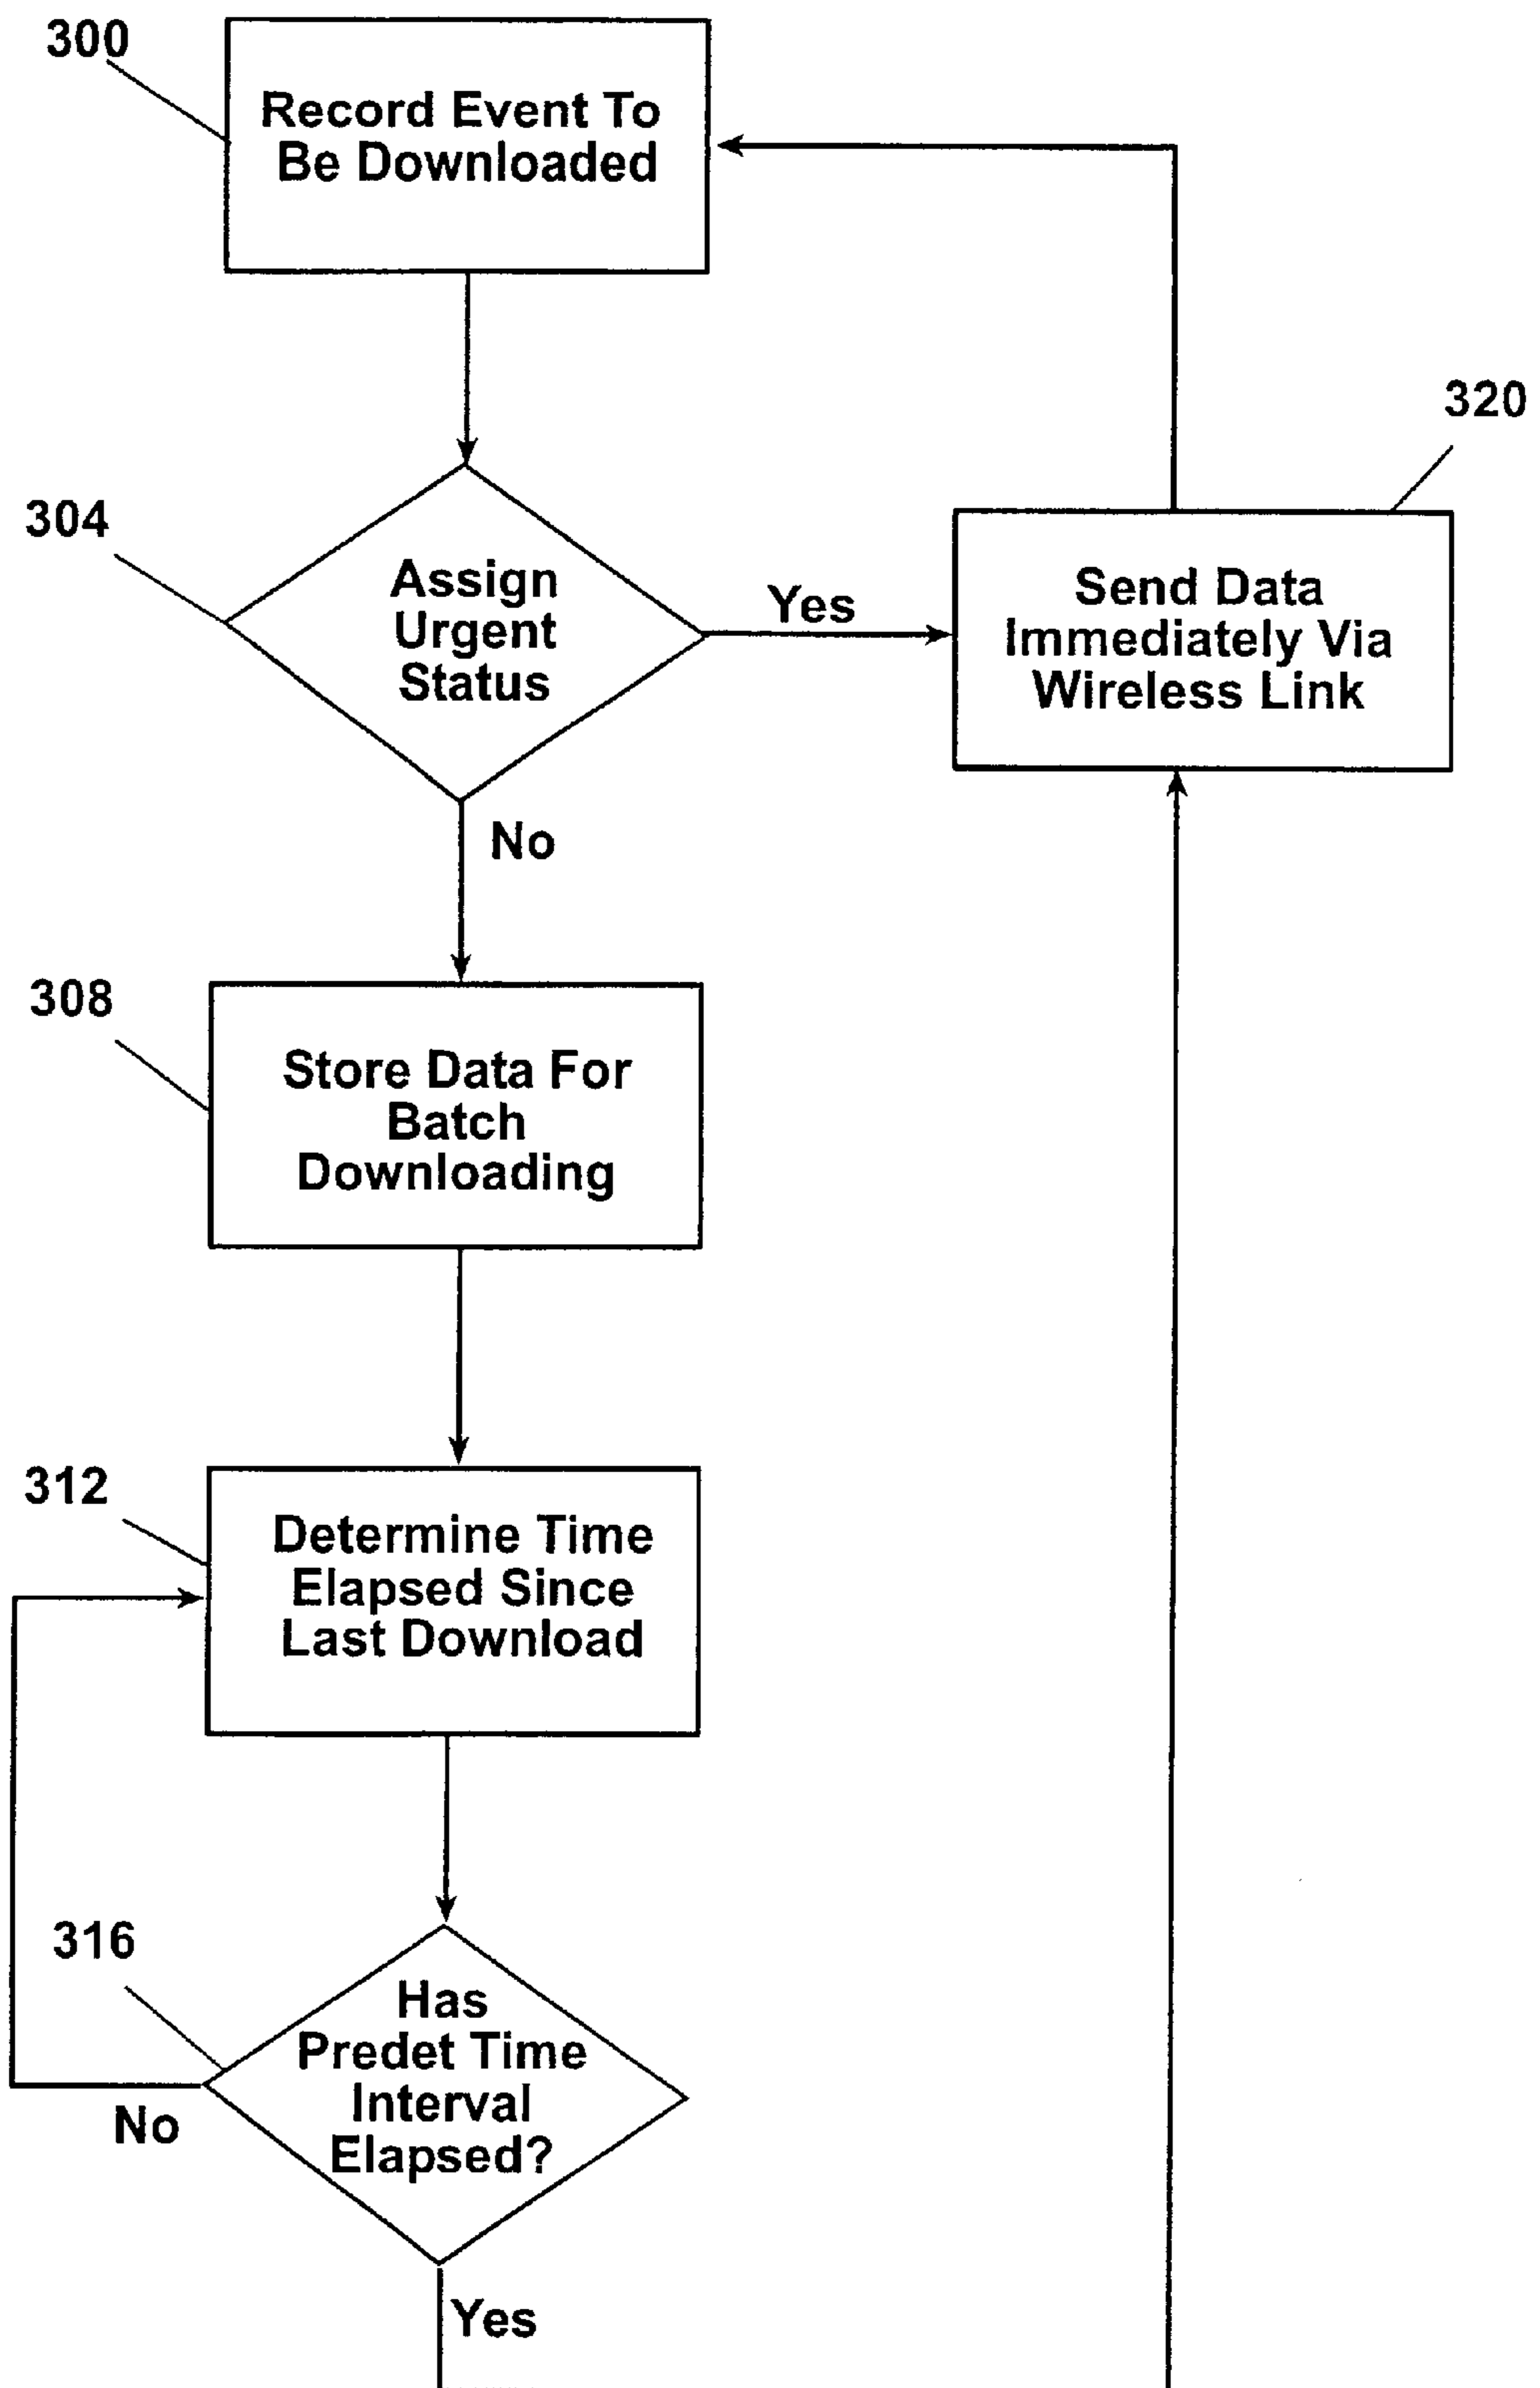 300
Record Event To
Be Downloaded
320
304
Assign
Urgent
Status
Yes
Send Data
Immediately Via
Wireless Link
No
308
Store Data For
Batch
Downloading
312
Determine Time
Elapsed Since
Last Download
316
Has
Predet Time
Interval
Elapsed?
No
Yes